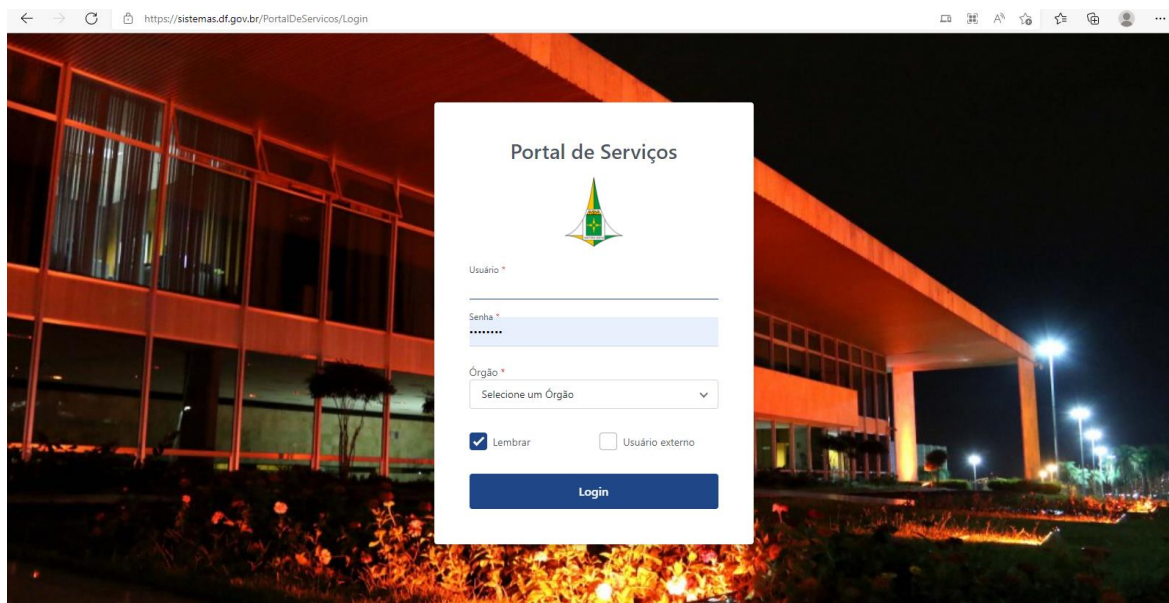 https://sistemas.df.gov.br/PortalDeServicos/Login
Portal de Serviços
Usuário *
Senha *
••••••••
Órgão *
Selecione um Órgão
Lembrar
Usuário externo
Login